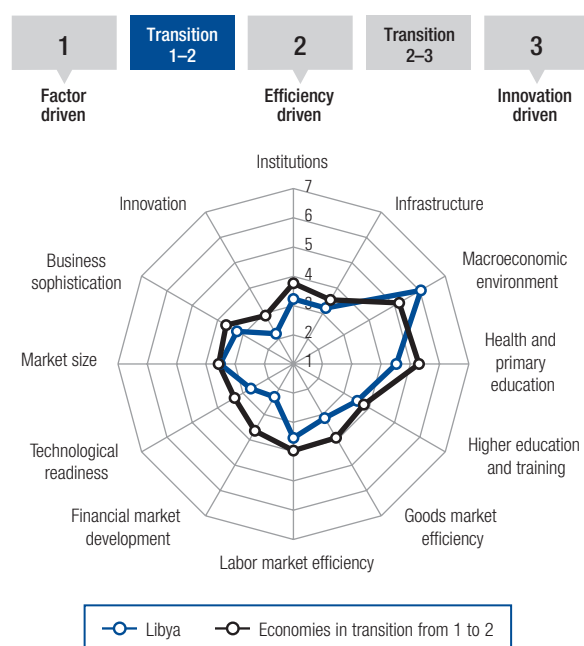 1
Transition
1–2
2
Transition
2–3
3
Factor
driven
Efficiency
driven
Innovation
driven
Institutions
7
6
5
4
3
2
1
Infrastructure
Macroeconomic
environment
Health and
primary
education
Higher education
and training
Goods market
efficiency
Labor market efficiency
Financial market
development
Technological
readiness
Market size
Business
sophistication
Innovation
Libya
Economies in transition from 1 to 2